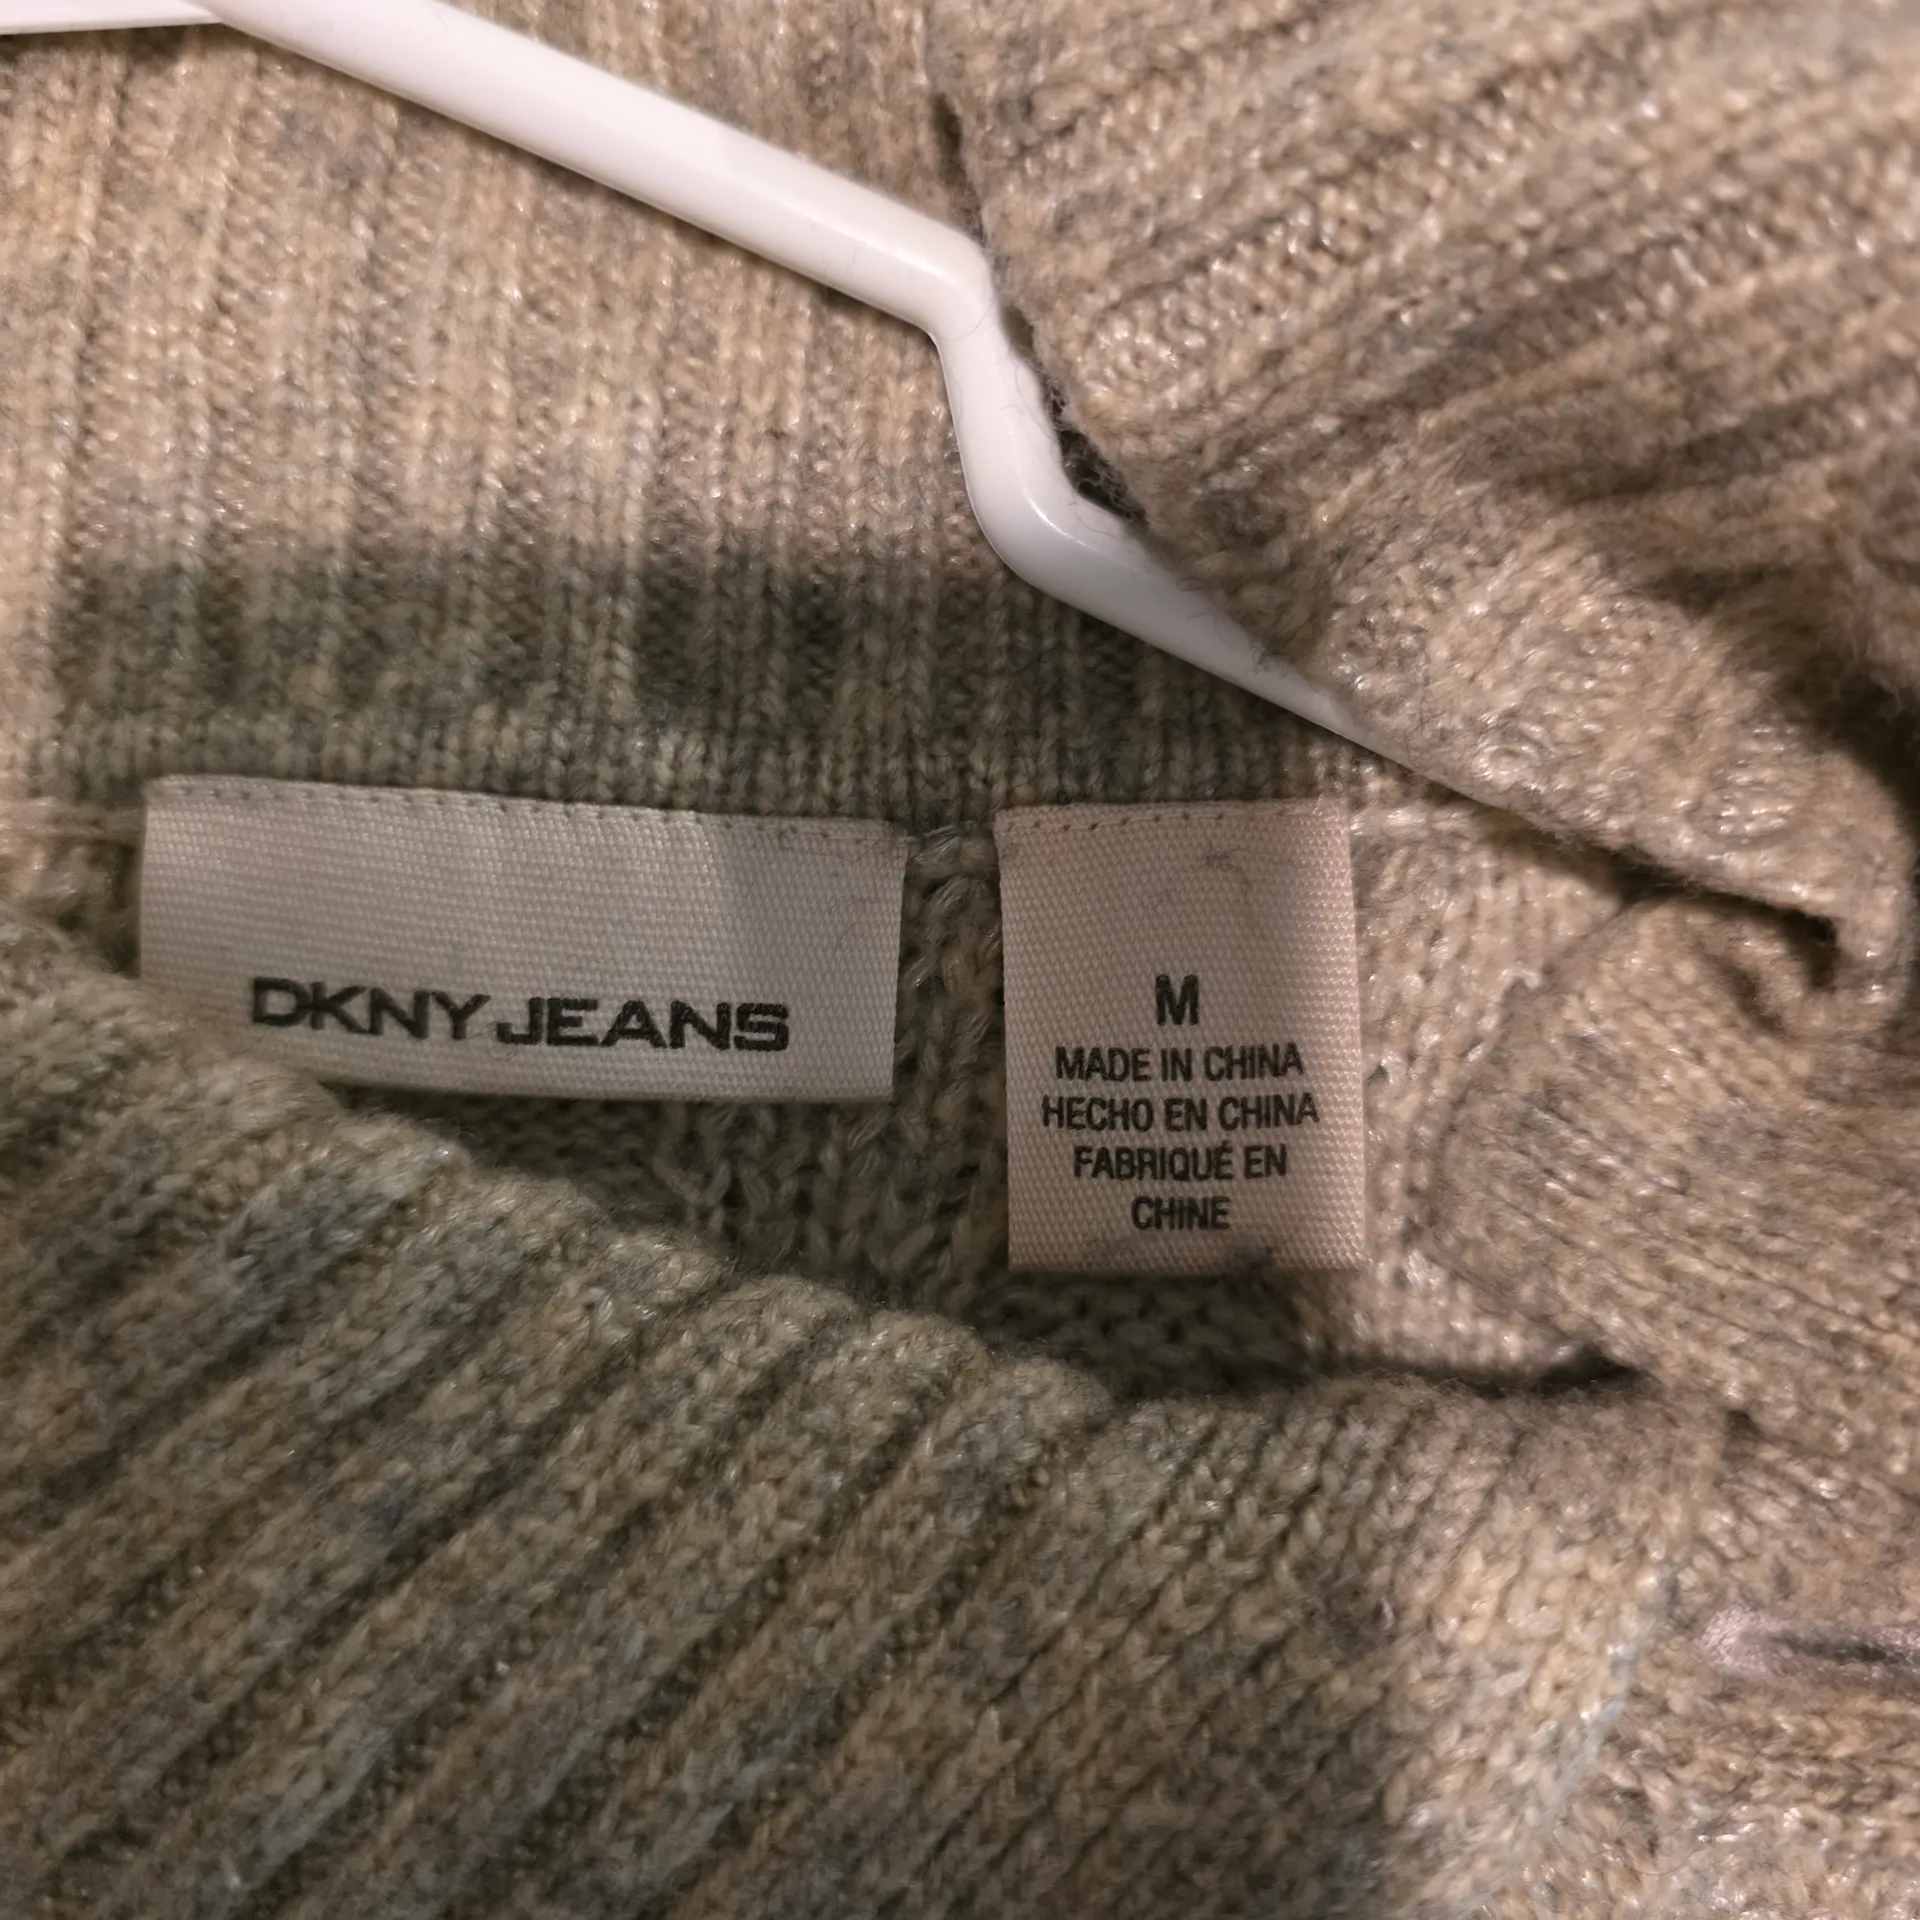 DKNY JEANS
M
MADE IN CHINA
HECHO EN CHINA
FABRIQUÉ EN
CHINE